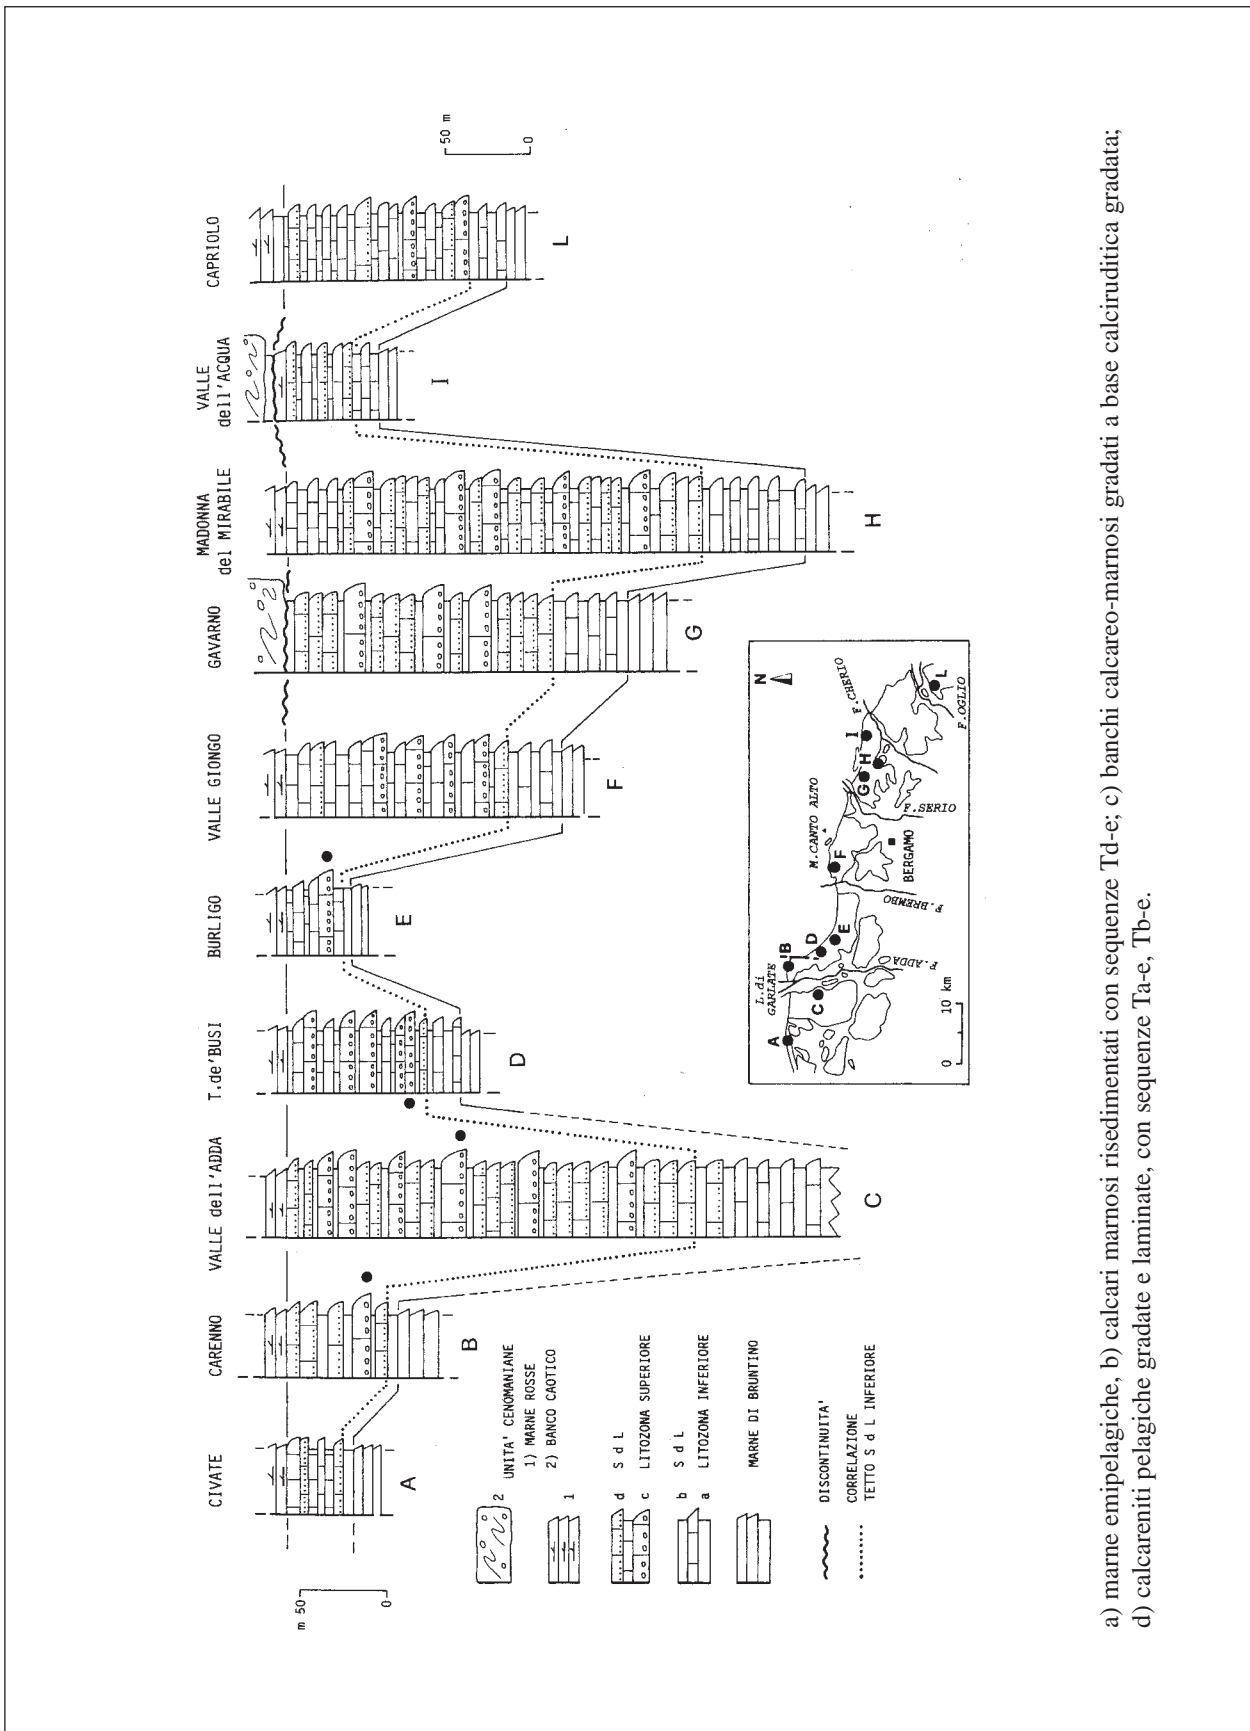 CIVATE
CARENNO
VALLE dell'ADDA
T.de'BUSI
BURLIGO
VALLE GIONGO
GAVARNO
MADONNA
del MIRABILE
VALLE
dell'ACQUA
CAPRIOLO
m 50
0
50 m
0
A
B
C
D
E
F
G
H
I
L
2
UNITA' CENOMANIANE
1) MARNE ROSSE
2) BANCO CAOTICO
1
d
S d L
c
LITOZONA SUPERIORE
b
S d L
a
LITOZONA INFERIORE
MARNE DI BRUNTINO
DISCONTINUITA'
CORRELAZIONE
TETTO S d L INFERIORE
A
L.di
GARLATE
B
C
D
E
F. ADDA
F. BREMBO
M.CANTO ALTO
F
BERGAMO
F.SERIO
G
H
I
F.CHERIO
L
F.OGLIO
N
0
10 km
a) marne emipelagiche, b) calcari marnosi risedimentati con sequenze Td-e; c) banchi calcareo-marnosi gradati a base calciruditica gradata;
d) calcareniti pelagiche gradate e laminate, con sequenze Ta-e, Tb-e.